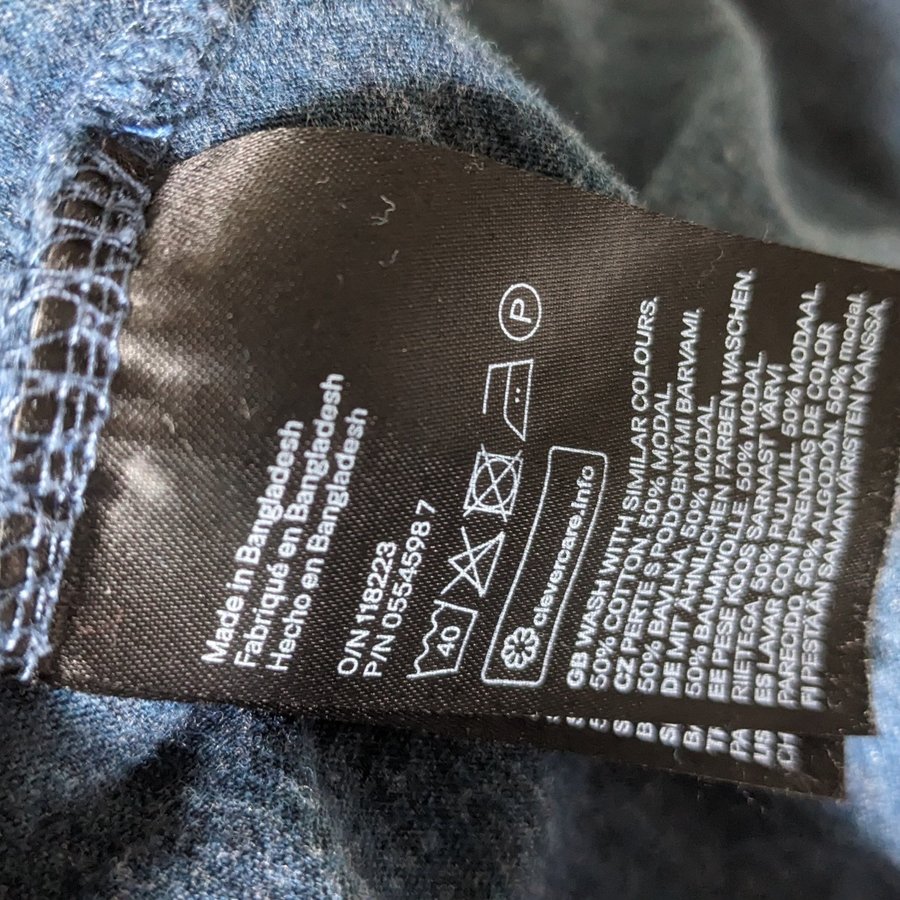 Made in Bangladesh
Fabriqué en Bangladesh
Hecho en Bangladesh
O/N 118223
P/N 0554598 7
40
P
clevercare.info
GB WASH WITH SIMILAR COLOURS.
50% COTTON, 50% MODAL
CZ PERTE S PODOBNÝMI BARVAMI.
50% BAVLNA, 50% MODAL
DE MIT ÄHNLICHEN FARBEN WASCHEN.
50% BAUMWOLLE, 50% MODAL
EE PESE KOOS SARNAST VÄRVI
RIIETEGA. 50% PUUVILL, 50% MODAAL.
ES LAVAR CON PRENDAS DE COLOR
PARECIDO. 50% ALGODÓN, 50% modal.
FI PESTÄÄN SAMANVÄRISTEN KANSSA